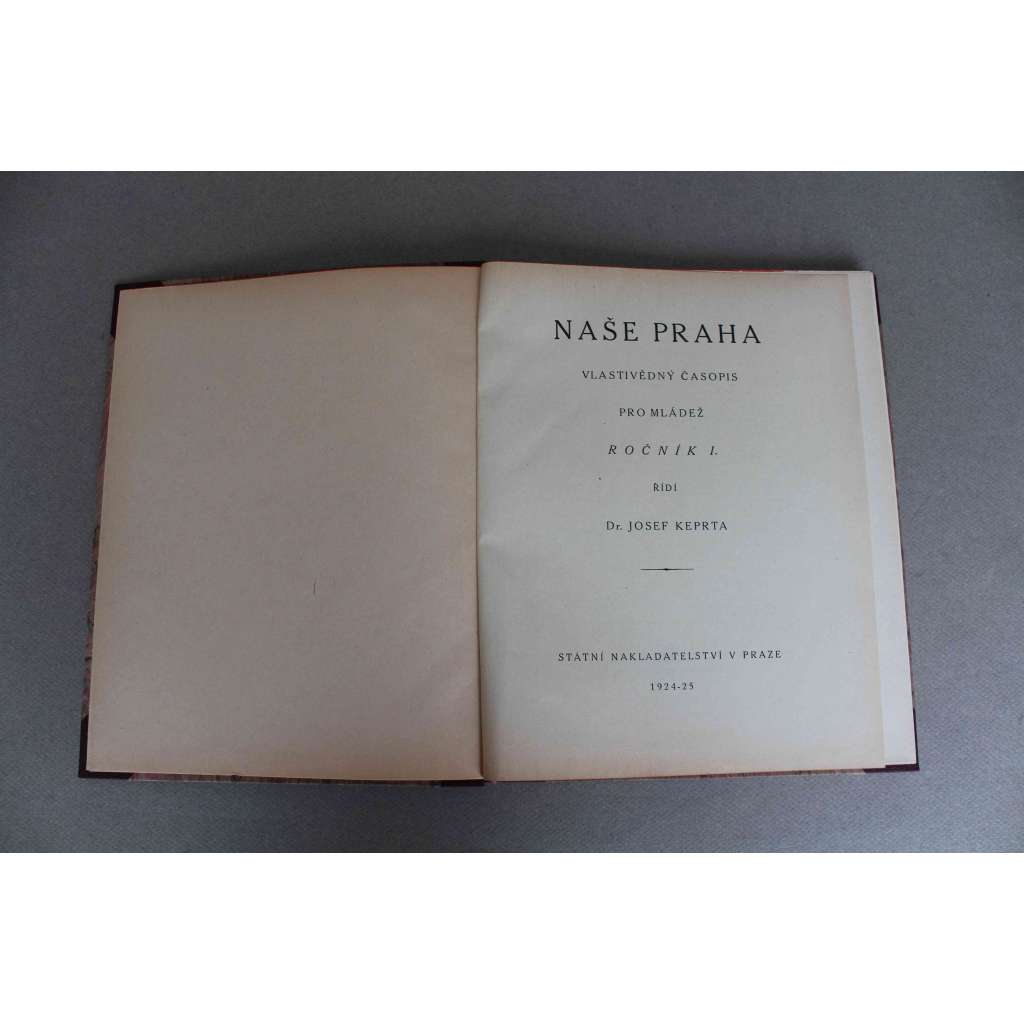 NAŠE PRAHA
VLASTIVĚDNÝ ČASOPIS
PRO MLÁDEŽ
ROČNÍK I.
ŘÍDÍ
Dr. JOSEF KEPRTA
STÁTNÍ NAKLADATELSTVÍ V PRAZE
1924-25